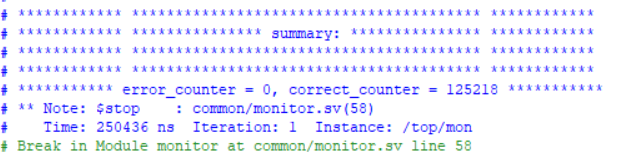 # ************ **************************************** ************
# ************ *************** summary: *************** ************
# ************ **************************************** ************
# ************ **************************************** ************
# *********** error_counter = 0, correct_counter = 125218 ***********
# ** Note: $stop    : common/monitor.sv(58)
#    Time: 250436 ns  Iteration: 1  Instance: /top/mon
# Break in Module monitor at common/monitor.sv line 58